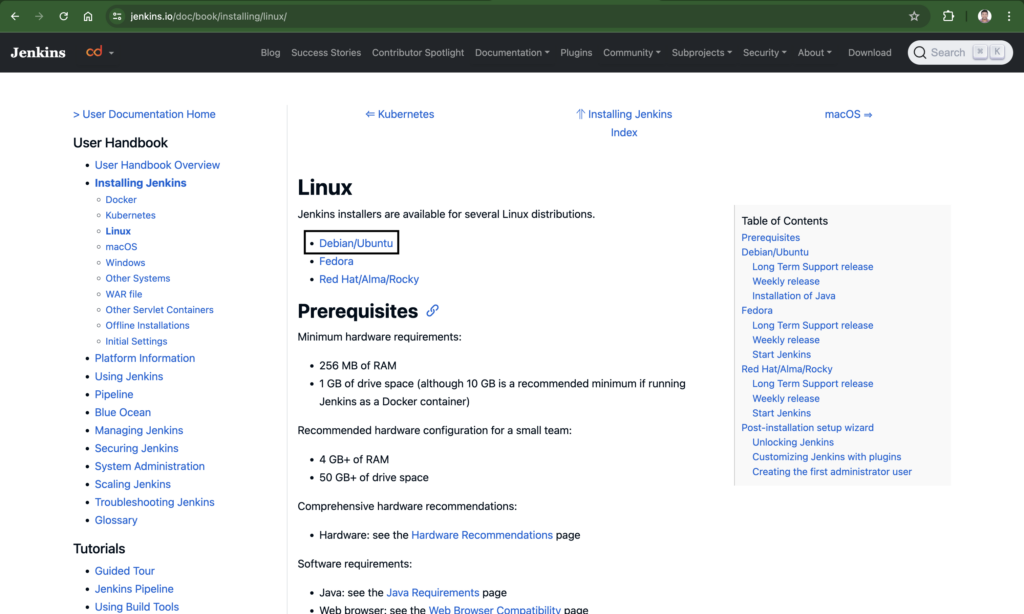 jenkins.io/doc/book/installing/linux/
Jenkins cd Blog Success Stories Contributor Spotlight Documentation Plugins Community Subprojects Security About Download Search ⌘ K
> User Documentation Home
User Handbook
User Handbook Overview
Installing Jenkins
Docker
Kubernetes
Linux
macOS
Windows
Other Systems
WAR file
Other Servlet Containers
Offline Installations
Initial Settings
Platform Information
Using Jenkins
Pipeline
Blue Ocean
Managing Jenkins
Securing Jenkins
System Administration
Scaling Jenkins
Troubleshooting Jenkins
Glossary
Tutorials
Guided Tour
Jenkins Pipeline
Using Build Tools
⇐ Kubernetes
⇑ Installing Jenkins
Index
macOS ⇒
Linux
Jenkins installers are available for several Linux distributions.
Debian/Ubuntu
Fedora
Red Hat/Alma/Rocky
Prerequisites
Minimum hardware requirements:
256 MB of RAM
1 GB of drive space (although 10 GB is a recommended minimum if running
Jenkins as a Docker container)
Recommended hardware configuration for a small team:
4 GB+ of RAM
50 GB+ of drive space
Comprehensive hardware recommendations:
Hardware: see the Hardware Recommendations page
Software requirements:
Java: see the Java Requirements page
Web browser: see the Web Browser Compatibility page
Table of Contents
Prerequisites
Debian/Ubuntu
Long Term Support release
Weekly release
Installation of Java
Fedora
Long Term Support release
Weekly release
Start Jenkins
Red Hat/Alma/Rocky
Long Term Support release
Weekly release
Start Jenkins
Post-installation setup wizard
Unlocking Jenkins
Customizing Jenkins with plugins
Creating the first administrator user